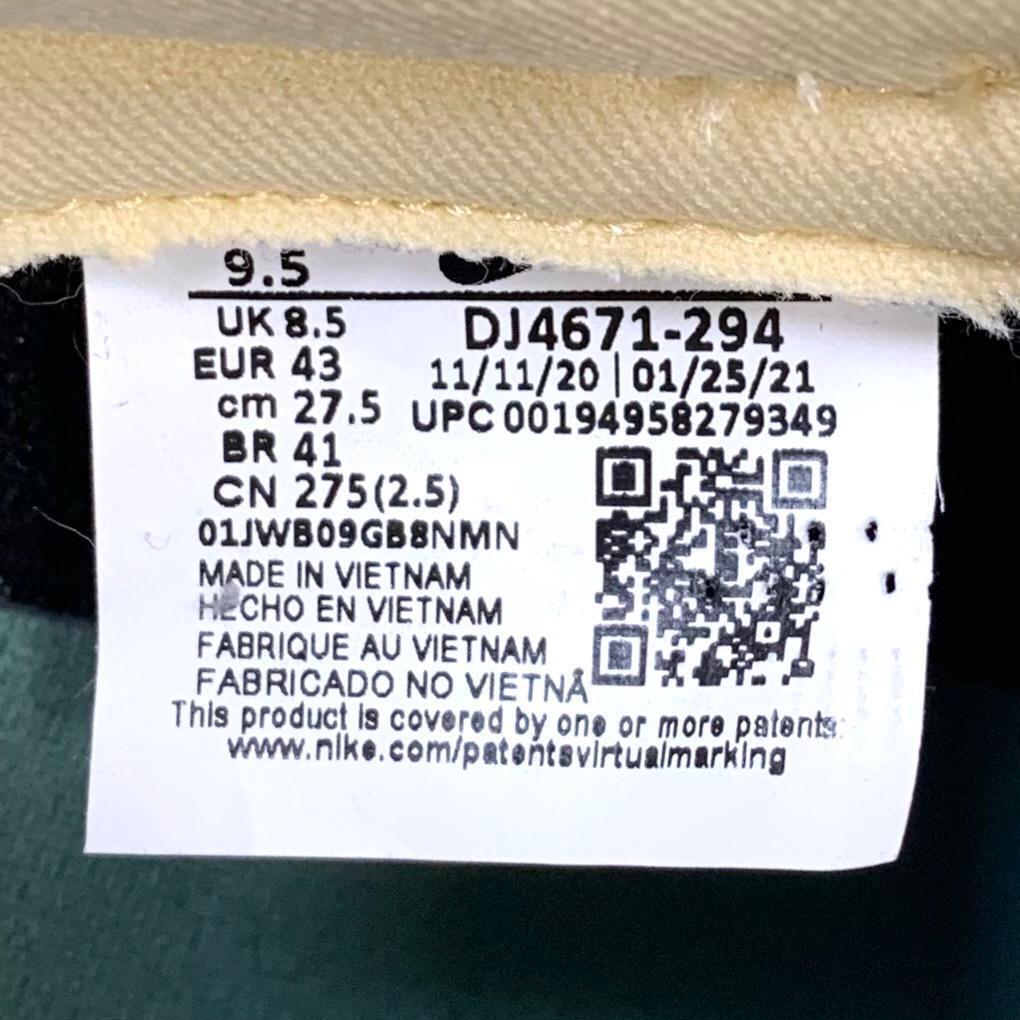 9.5
UK 8.5
EUR 43
cm 27.5
BR 41
CN 275(2.5)
DJ4671-294
11/11/20 | 01/25/21
UPC 00194958279349
01JWB09GB8NMN
MADE IN VIETNAM
HECHO EN VIETNAM
FABRIQUE AU VIETNAM
FABRICADO NO VIETNÃ
This product is covered by one or more patents.
www.nike.com/patentsvirtualmarking